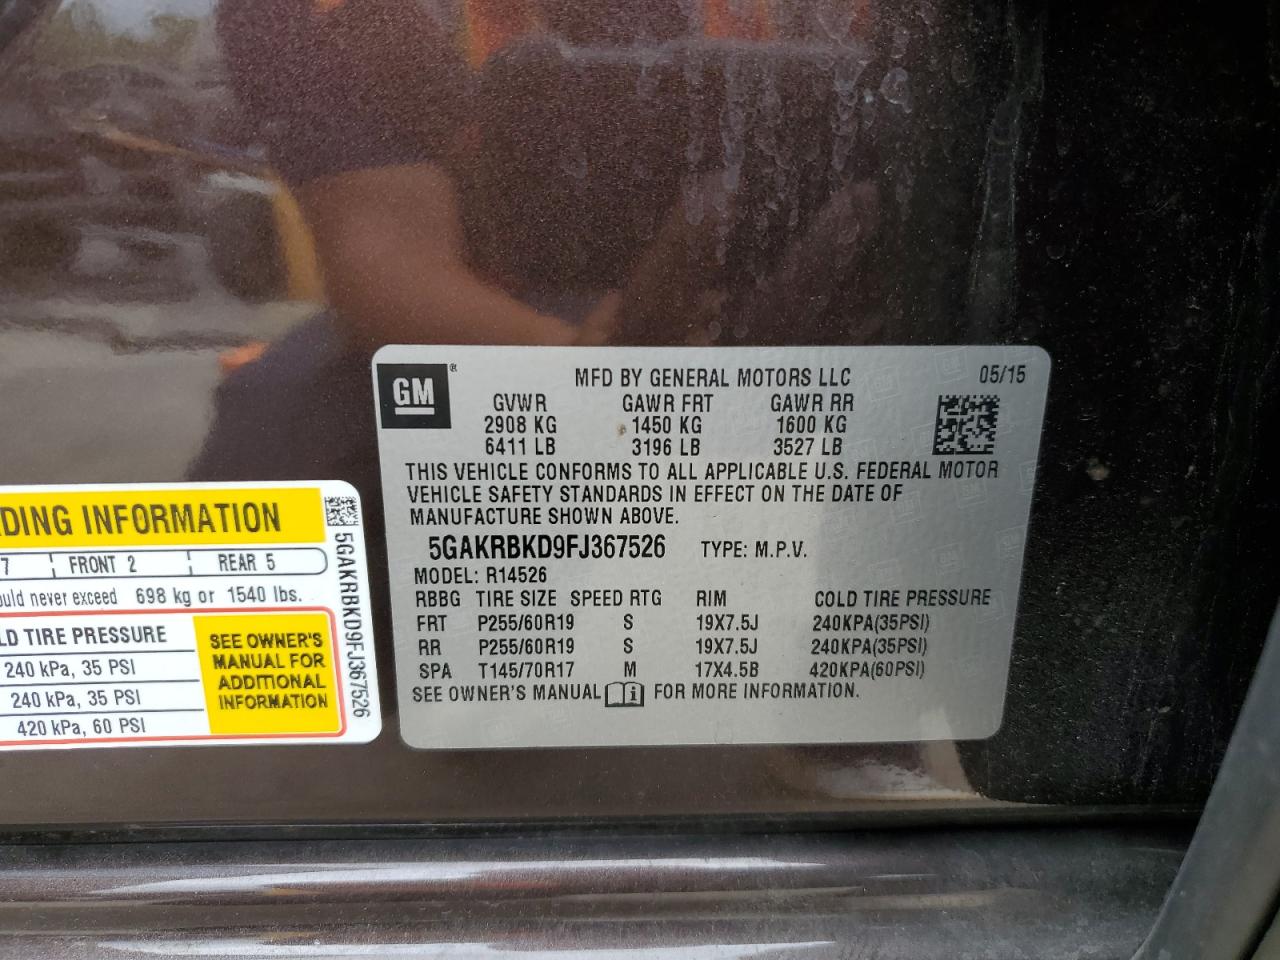 GM®
MFD BY GENERAL MOTORS LLC 05/15
GVWR GAWR FRT GAWR RR
2908 KG 1450 KG 1600 KG
6411 LB 3196 LB 3527 LB
THIS VEHICLE CONFORMS TO ALL APPLICABLE U.S. FEDERAL MOTOR
VEHICLE SAFETY STANDARDS IN EFFECT ON THE DATE OF
MANUFACTURE SHOWN ABOVE.
5GAKRBKD9FJ367526 TYPE: M.P.V.
MODEL: R14526
RBBG TIRE SIZE SPEED RTG RIM COLD TIRE PRESSURE
FRT P255/60R19 S 19X7.5J 240KPA(35PSI)
RR P255/60R19 S 19X7.5J 240KPA(35PSI)
SPA T145/70R17 M 17X4.5B 420KPA(60PSI)
SEE OWNER'S MANUAL i FOR MORE INFORMATION.
DING INFORMATION
7 FRONT 2 REAR 5
ould never exceed 698 kg or 1540 lbs.
LD TIRE PRESSURE
240 kPa, 35 PSI
240 kPa, 35 PSI
420 kPa, 60 PSI
SEE OWNER'S
MANUAL FOR
ADDITIONAL
INFORMATION
5GAKRBKD9FJ367526